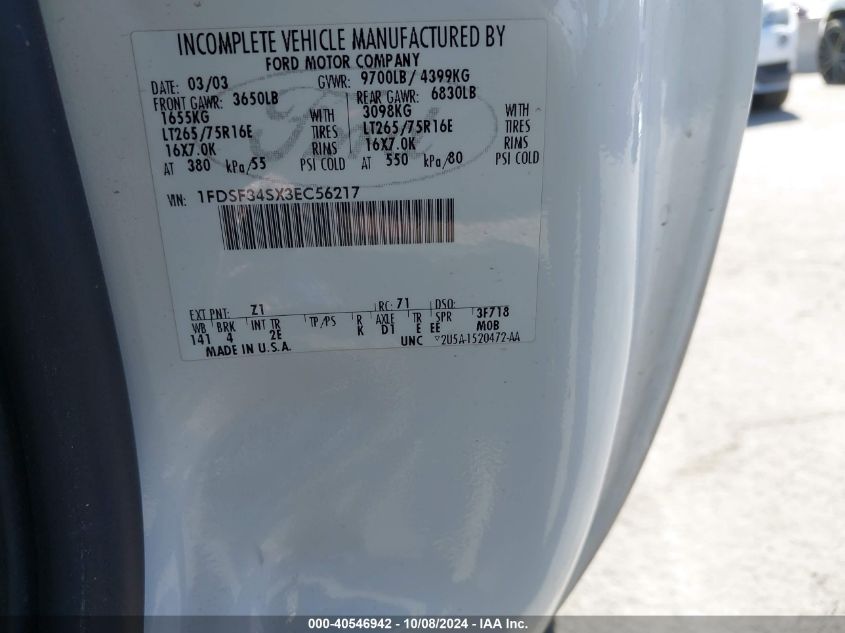 INCOMPLETE VEHICLE MANUFACTURED BY
FORD MOTOR COMPANY
DATE: 03/03 GVWR: 9700LB/ 4399KG
FRONT GAWR: 3650LB REAR GAWR: 6830LB
1655KG WITH 3098KG WITH
LT265/75R16E TIRES LT265/75R16E TIRES
16X7.0K RIMS 16X7.0K RIMS
AT 380 kPa/55 PSI COLD AT 550 kPa/80 PSI COLD
Ford
VIN: 1FDSF34SX3EC56217
EXT PNT: Z1 RC: 71 DSO: 3F718
WB BRK INT TR TP/PS R AXLE TR SPR M0B
141 4 2E K D1 E EE
MADE IN U.S.A. UNC ▽2U5A-1520472-AA
000-40546942 - 10/08/2024 - IAA Inc.